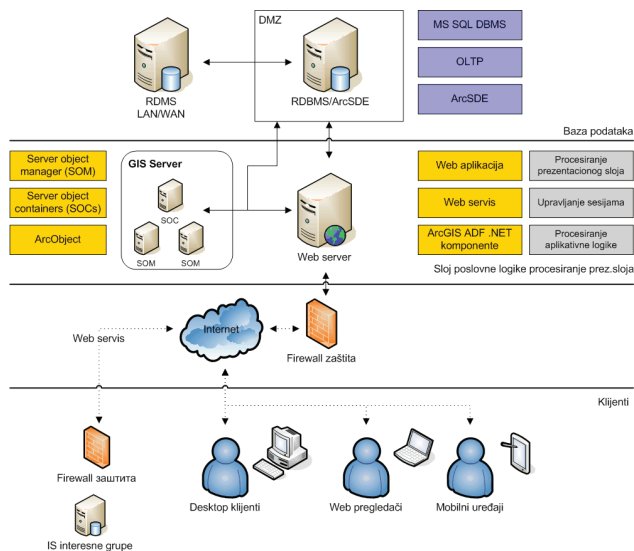 DMZ
MS SQL DBMS
OLTP
ArcSDE
RDMS
LAN/WAN
RDBMS/ArcSDE
Baza podataka
Server object
manager (SOM)
Server object
containers (SOCs)
ArcObject
GIS Server
SOC
SOM
SOM
Web server
Web aplikacija
Procesiranje
prezentacionog sloja
Web servis
Upravljanje sesijama
ArcGIS ADF .NET
komponente
Procesiranje
aplikativne logike
Sloj poslovne logike procesiranje prez.sloja
Web servis
Internet
Firewall zaštita
Klijenti
Firewall заштита
IS interesne grupe
Desktop klijenti
Web pregledači
Mobilni uređaji